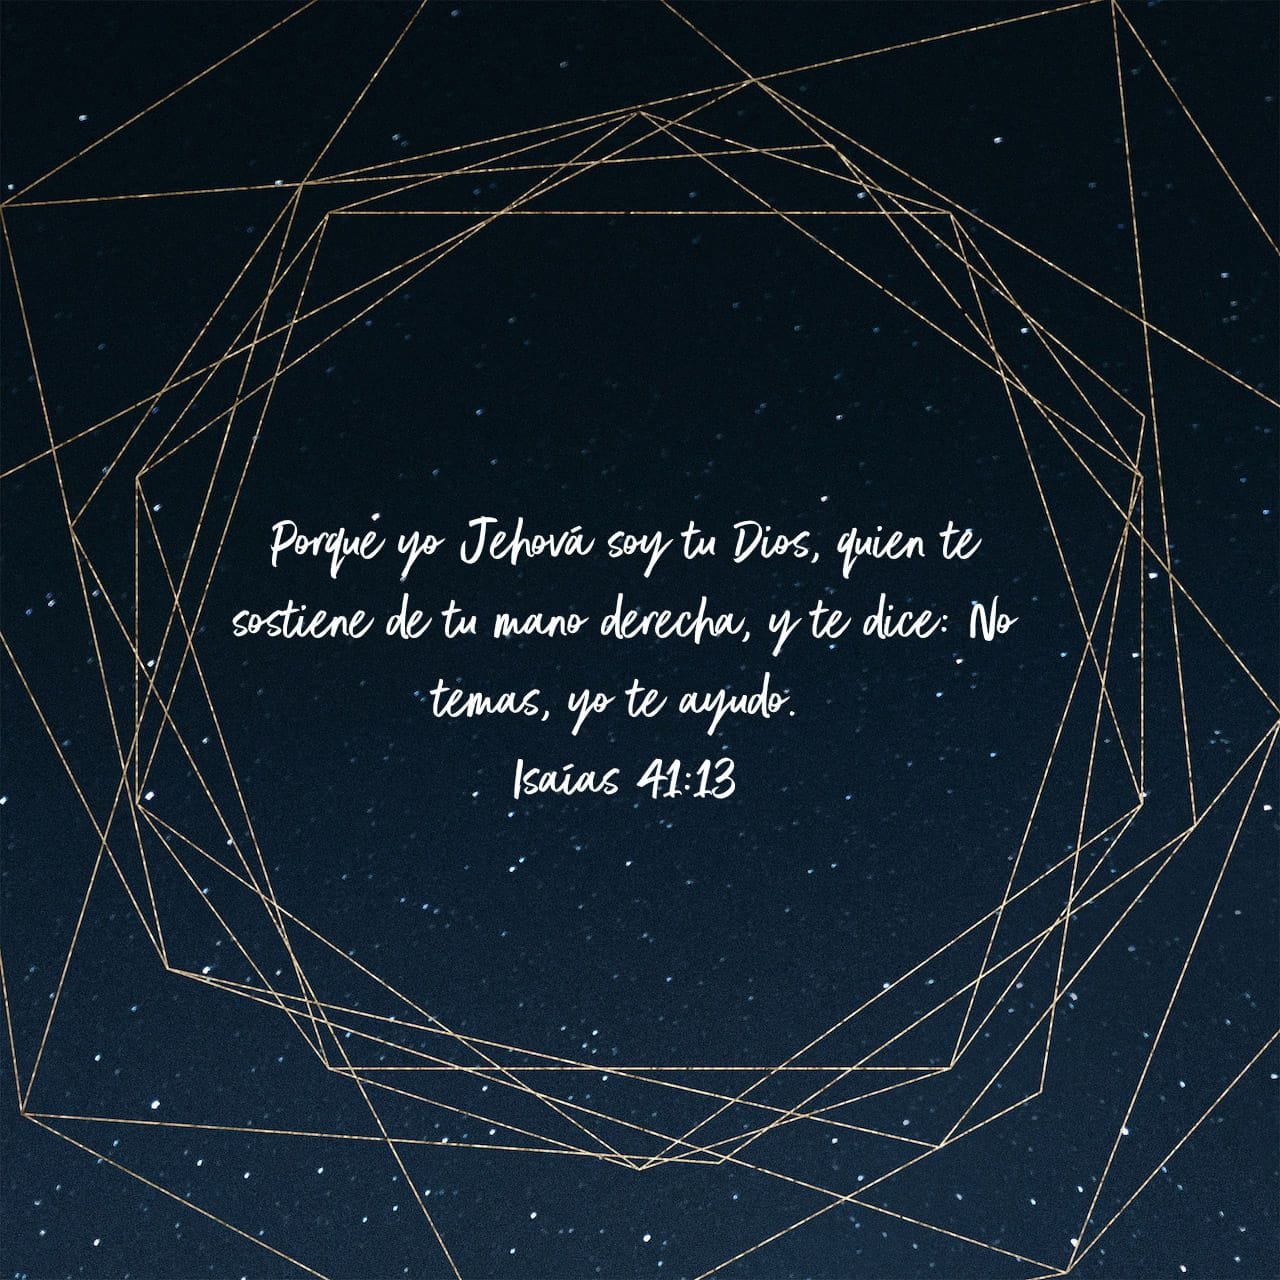 Porqué yo Jehová soy tu Dios, quien te
sostiene de tu mano derecha, y te dice: No
temas, yo te ayudo.
Isaías 41:13